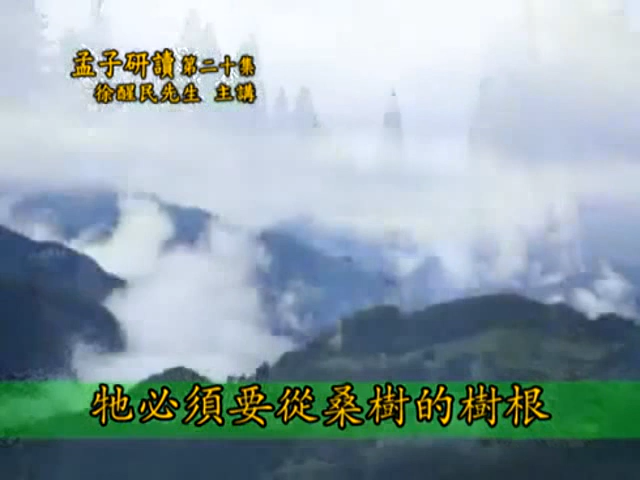 孟子研讀 第二十集
徐醒民先生 主講
牠必須要從桑樹的樹根